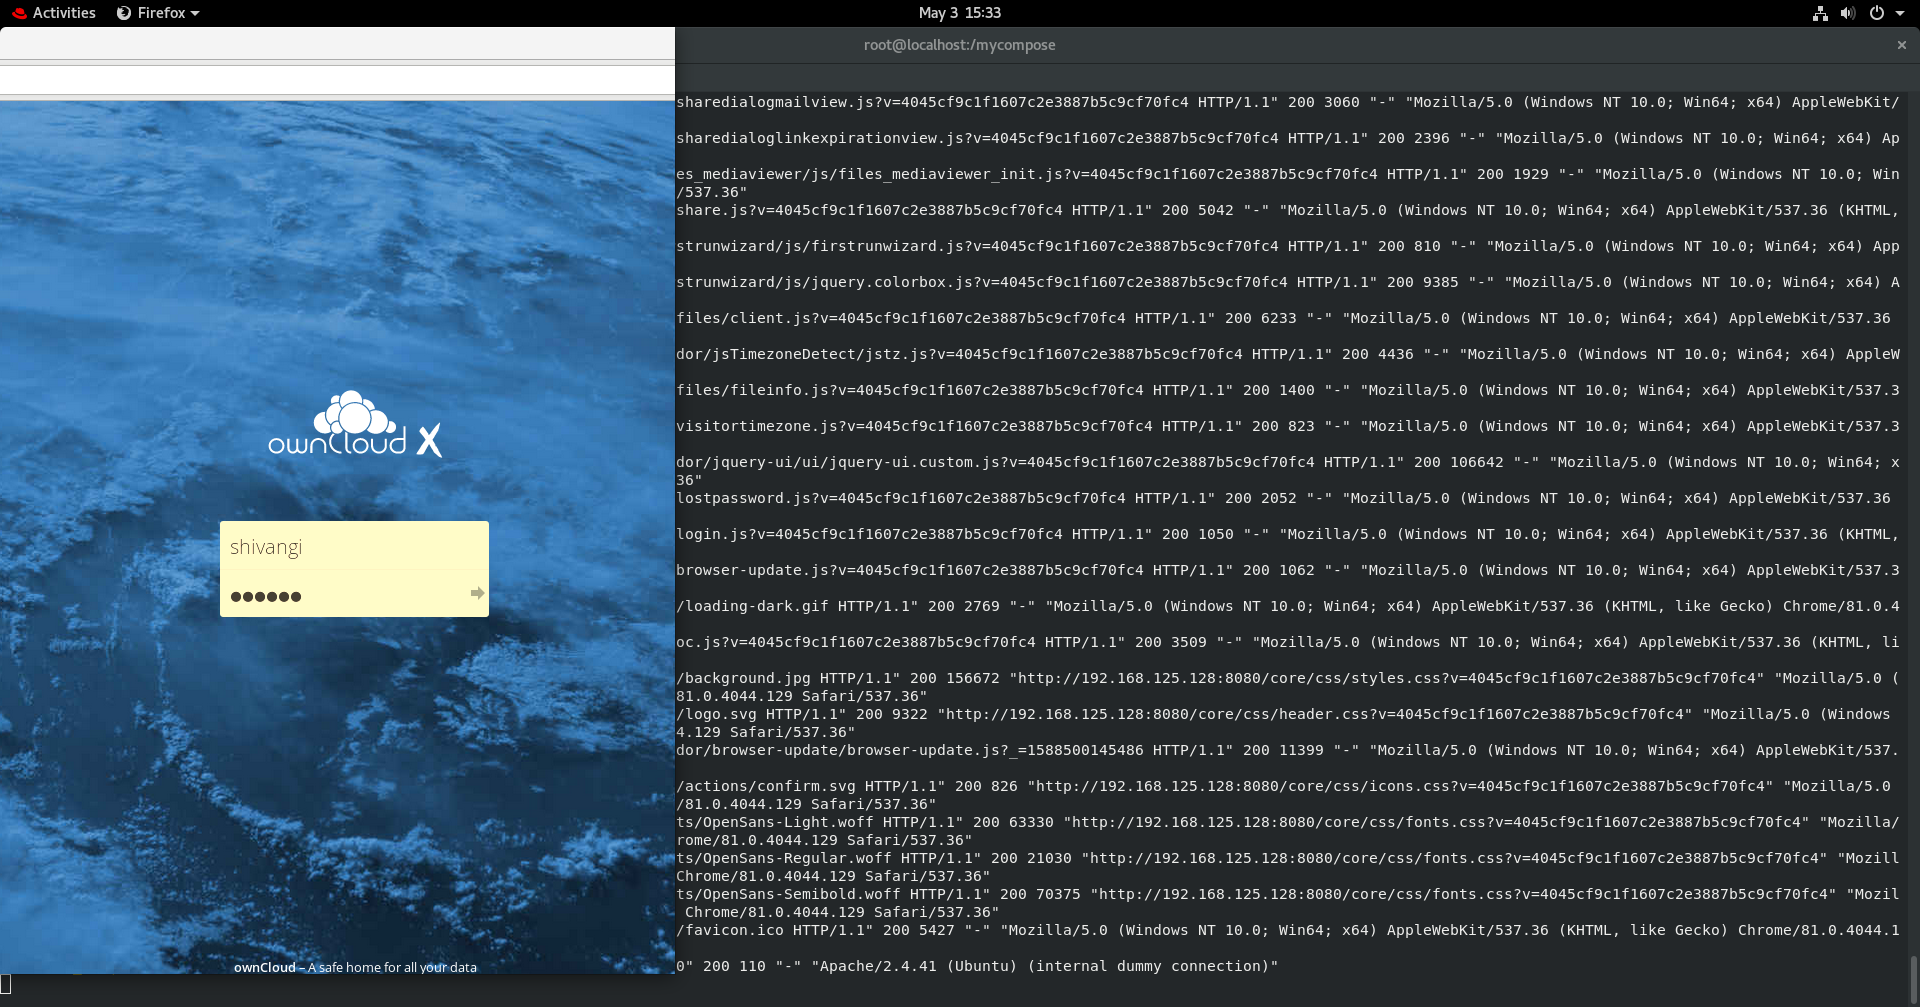 Activities
Firefox
May 3 15:33
root@localhost:/mycompose
sharedialogmailview.js?v=4045cf9c1f1607c2e3887b5c9cf70fc4 HTTP/1.1" 200 3060 "-" "Mozilla/5.0 (Windows NT 10.0; Win64; x64) AppleWebKit/
sharedialoglinkexpirationview.js?v=4045cf9c1f1607c2e3887b5c9cf70fc4 HTTP/1.1" 200 2396 "-" "Mozilla/5.0 (Windows NT 10.0; Win64; x64) Ap
es_mediaviewer/js/files_mediaviewer_init.js?v=4045cf9c1f1607c2e3887b5c9cf70fc4 HTTP/1.1" 200 1929 "-" "Mozilla/5.0 (Windows NT 10.0; Win
/537.36"
share.js?v=4045cf9c1f1607c2e3887b5c9cf70fc4 HTTP/1.1" 200 5042 "-" "Mozilla/5.0 (Windows NT 10.0; Win64; x64) AppleWebKit/537.36 (KHTML,
strunwizard/js/firstrunwizard.js?v=4045cf9c1f1607c2e3887b5c9cf70fc4 HTTP/1.1" 200 810 "-" "Mozilla/5.0 (Windows NT 10.0; Win64; x64) App
strunwizard/js/jquery.colorbox.js?v=4045cf9c1f1607c2e3887b5c9cf70fc4 HTTP/1.1" 200 9385 "-" "Mozilla/5.0 (Windows NT 10.0; Win64; x64) A
files/client.js?v=4045cf9c1f1607c2e3887b5c9cf70fc4 HTTP/1.1" 200 6233 "-" "Mozilla/5.0 (Windows NT 10.0; Win64; x64) AppleWebKit/537.36
dor/jsTimezoneDetect/jstz.js?v=4045cf9c1f1607c2e3887b5c9cf70fc4 HTTP/1.1" 200 4436 "-" "Mozilla/5.0 (Windows NT 10.0; Win64; x64) AppleW
files/fileinfo.js?v=4045cf9c1f1607c2e3887b5c9cf70fc4 HTTP/1.1" 200 1400 "-" "Mozilla/5.0 (Windows NT 10.0; Win64; x64) AppleWebKit/537.3
visitortimezone.js?v=4045cf9c1f1607c2e3887b5c9cf70fc4 HTTP/1.1" 200 823 "-" "Mozilla/5.0 (Windows NT 10.0; Win64; x64) AppleWebKit/537.3
dor/jquery-ui/ui/jquery-ui.custom.js?v=4045cf9c1f1607c2e3887b5c9cf70fc4 HTTP/1.1" 200 106642 "-" "Mozilla/5.0 (Windows NT 10.0; Win64; x
36"
lostpassword.js?v=4045cf9c1f1607c2e3887b5c9cf70fc4 HTTP/1.1" 200 2052 "-" "Mozilla/5.0 (Windows NT 10.0; Win64; x64) AppleWebKit/537.36
login.js?v=4045cf9c1f1607c2e3887b5c9cf70fc4 HTTP/1.1" 200 1050 "-" "Mozilla/5.0 (Windows NT 10.0; Win64; x64) AppleWebKit/537.36 (KHTML,
browser-update.js?v=4045cf9c1f1607c2e3887b5c9cf70fc4 HTTP/1.1" 200 1062 "-" "Mozilla/5.0 (Windows NT 10.0; Win64; x64) AppleWebKit/537.3
/loading-dark.gif HTTP/1.1" 200 2769 "-" "Mozilla/5.0 (Windows NT 10.0; Win64; x64) AppleWebKit/537.36 (KHTML, like Gecko) Chrome/81.0.4
oc.js?v=4045cf9c1f1607c2e3887b5c9cf70fc4 HTTP/1.1" 200 3509 "-" "Mozilla/5.0 (Windows NT 10.0; Win64; x64) AppleWebKit/537.36 (KHTML, li
/background.jpg HTTP/1.1" 200 156672 "http://192.168.125.128:8080/core/css/styles.css?v=4045cf9c1f1607c2e3887b5c9cf70fc4" "Mozilla/5.0 (
81.0.4044.129 Safari/537.36"
/logo.svg HTTP/1.1" 200 9322 "http://192.168.125.128:8080/core/css/header.css?v=4045cf9c1f1607c2e3887b5c9cf70fc4" "Mozilla/5.0 (Windows
4.129 Safari/537.36"
dor/browser-update/browser-update.js?_=1588500145486 HTTP/1.1" 200 11399 "-" "Mozilla/5.0 (Windows NT 10.0; Win64; x64) AppleWebKit/537.
/actions/confirm.svg HTTP/1.1" 200 826 "http://192.168.125.128:8080/core/css/icons.css?v=4045cf9c1f1607c2e3887b5c9cf70fc4" "Mozilla/5.0
/81.0.4044.129 Safari/537.36"
ts/OpenSans-Light.woff HTTP/1.1" 200 63330 "http://192.168.125.128:8080/core/css/fonts.css?v=4045cf9c1f1607c2e3887b5c9cf70fc4" "Mozilla/
rome/81.0.4044.129 Safari/537.36"
ts/OpenSans-Regular.woff HTTP/1.1" 200 21030 "http://192.168.125.128:8080/core/css/fonts.css?v=4045cf9c1f1607c2e3887b5c9cf70fc4" "Mozill
Chrome/81.0.4044.129 Safari/537.36"
ts/OpenSans-Semibold.woff HTTP/1.1" 200 70375 "http://192.168.125.128:8080/core/css/fonts.css?v=4045cf9c1f1607c2e3887b5c9cf70fc4" "Mozil
Chrome/81.0.4044.129 Safari/537.36"
/favicon.ico HTTP/1.1" 200 5427 "-" "Mozilla/5.0 (Windows NT 10.0; Win64; x64) AppleWebKit/537.36 (KHTML, like Gecko) Chrome/81.0.4044.1
0" 200 110 "-" "Apache/2.4.41 (Ubuntu) (internal dummy connection)"
ownCloud X
shivangi
ownCloud – A safe home for all your data